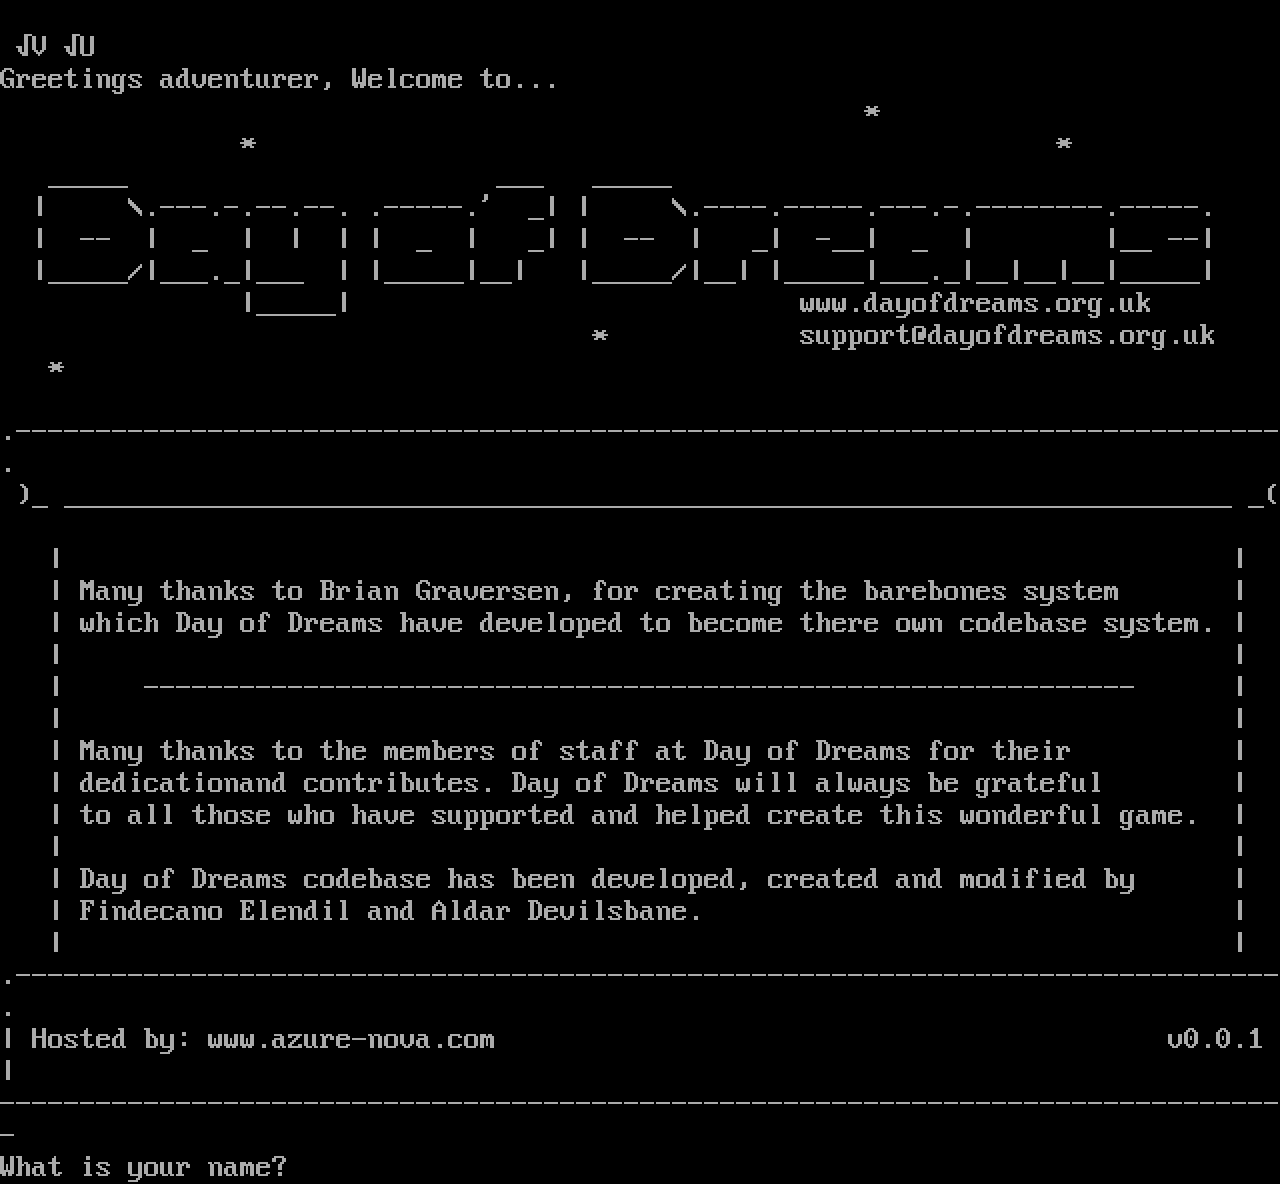 √V √U
Greetings adventurer, Welcome to...
Day of Dreams
www.dayofdreams.org.uk
support@dayofdreams.org.uk
Many thanks to Brian Graversen, for creating the barebones system
which Day of Dreams have developed to become there own codebase system.
Many thanks to the members of staff at Day of Dreams for their
dedicationand contributes. Day of Dreams will always be grateful
to all those who have supported and helped create this wonderful game.
Day of Dreams codebase has been developed, created and modified by
Findecano Elendil and Aldar Devilsbane.
Hosted by: www.azure-nova.com v0.0.1
What is your name?